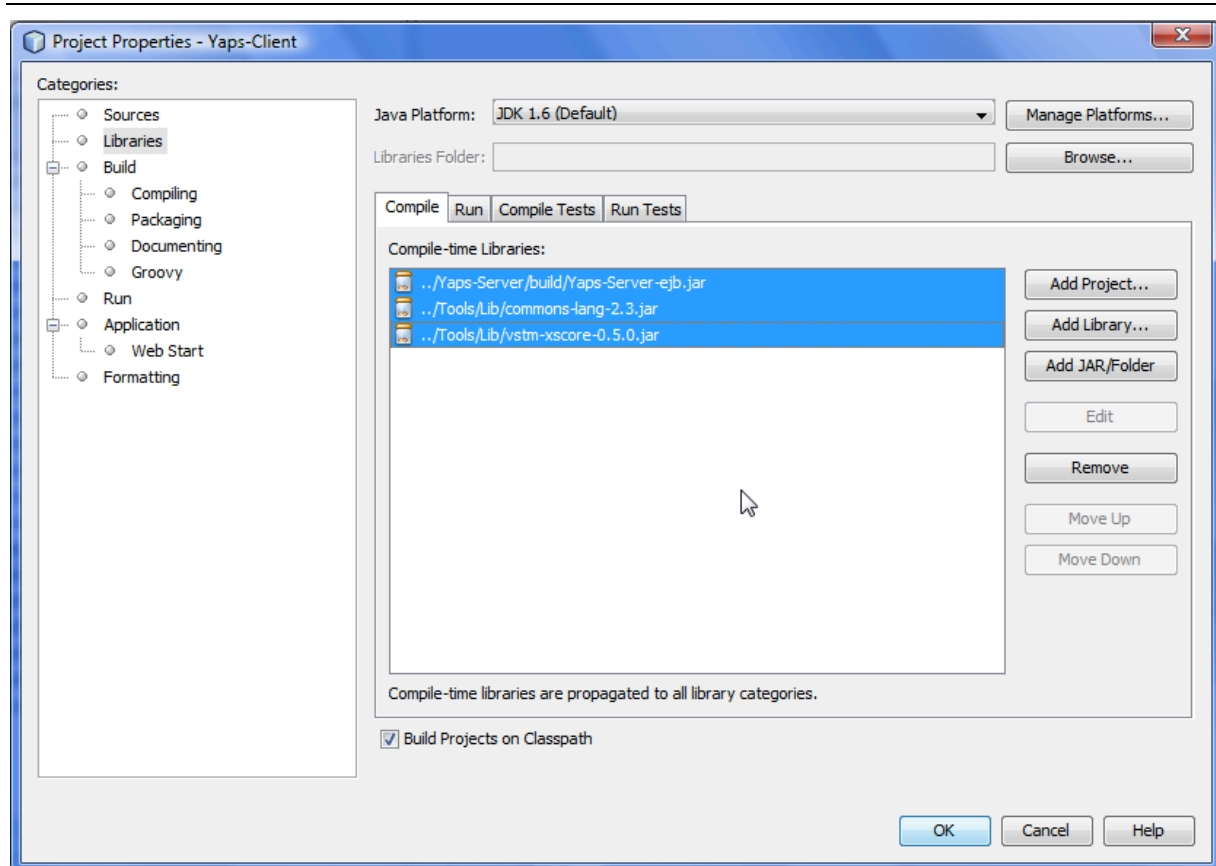 Project Properties - Yaps-Client
Categories:
Sources
Libraries
Build
Compiling
Packaging
Documenting
Groovy
Run
Application
Web Start
Formatting
Java Platform: JDK 1.6 (Default) Manage Platforms...
Libraries Folder: Browse...
Compile Run Compile Tests Run Tests
Compile-time Libraries:
../Yaps-Server/build/Yaps-Server-ejb.jar
../Tools/Lib/commons-lang-2.3.jar
../Tools/Lib/vstm-xscore-0.5.0.jar
Add Project...
Add Library...
Add JAR/Folder
Edit
Remove
Move Up
Move Down
Compile-time libraries are propagated to all library categories.
Build Projects on Classpath
OK Cancel Help